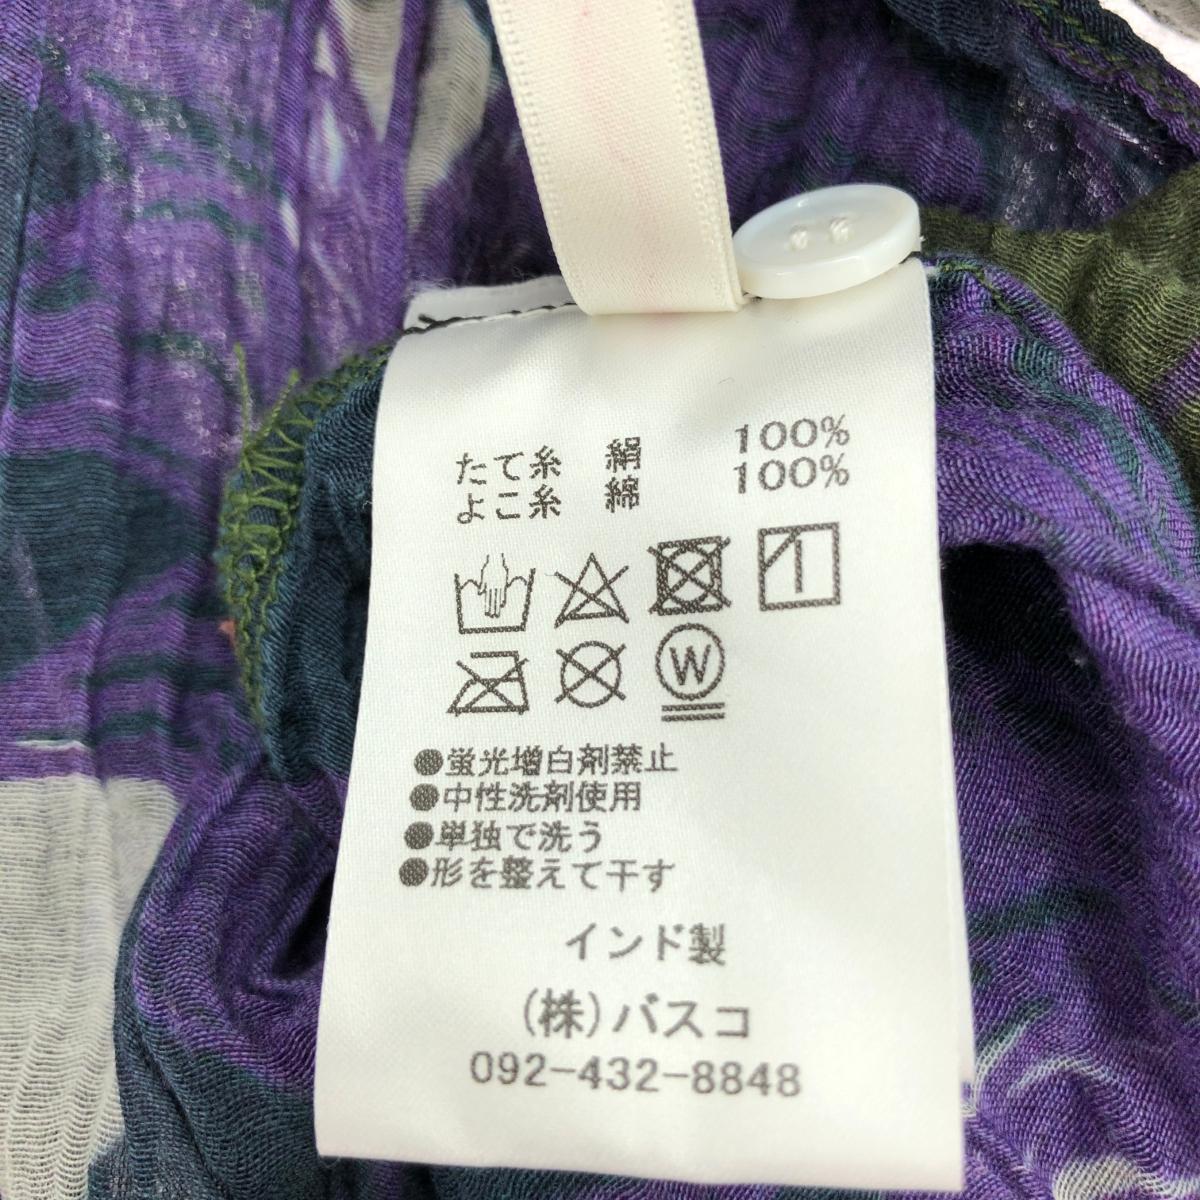 たて糸 絹 100%
よこ糸 綿 100%
W
●蛍光増白剤禁止
●中性洗剤使用
●単独で洗う
●形を整えて干す
インド製
(株)バスコ
092-432-8848